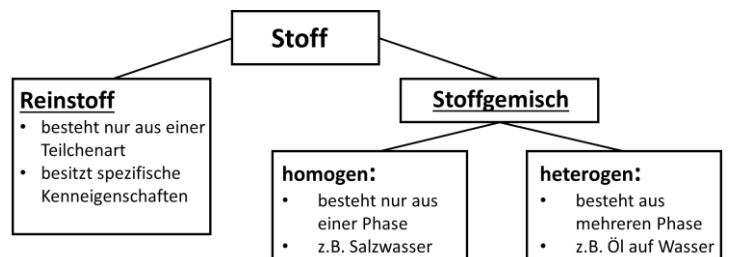 Stoff
Reinstoff
• besteht nur aus einer
Teilchenart
• besitzt spezifische
Kenneigenschaften
Stoffgemisch
homogen:
• besteht nur aus
einer Phase
• z.B. Salzwasser
heterogen:
• besteht aus
mehreren Phase
• z.B. Öl auf Wasser